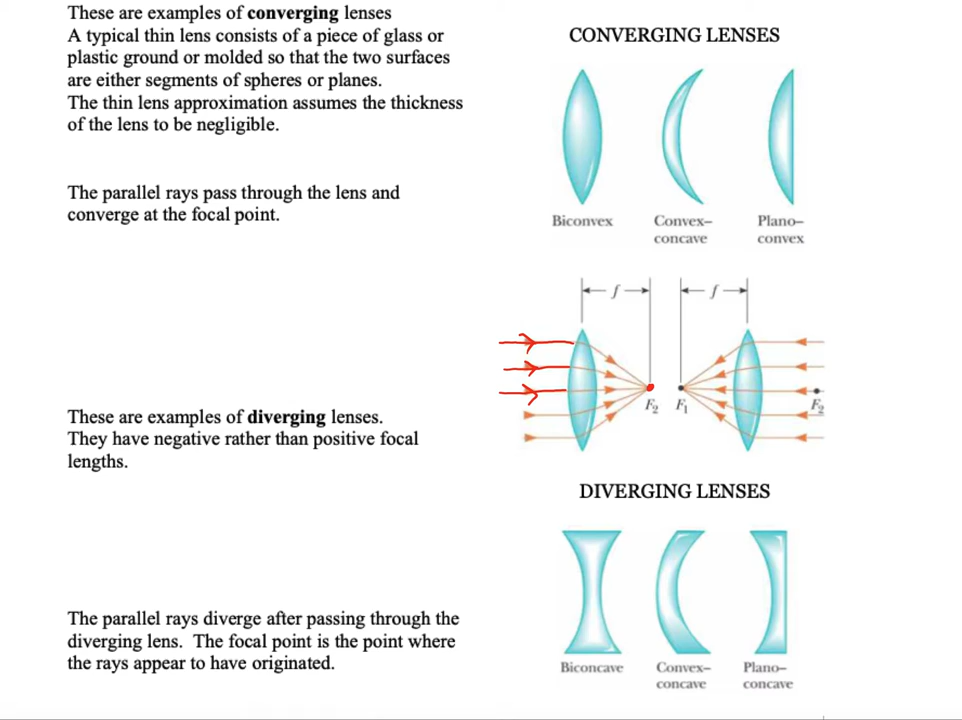 These are examples of converging lenses
A typical thin lens consists of a piece of glass or
plastic ground or molded so that the two surfaces
are either segments of spheres or planes.
The thin lens approximation assumes the thickness
of the lens to be negligible.
CONVERGING LENSES
Biconvex
Convex–
concave
Plano–
convex
The parallel rays pass through the lens and
converge at the focal point.
f
f
F2
F1
F2
These are examples of diverging lenses.
They have negative rather than positive focal
lengths.
DIVERGING LENSES
Biconcave
Convex–
concave
Plano–
concave
The parallel rays diverge after passing through the
diverging lens. The focal point is the point where
the rays appear to have originated.